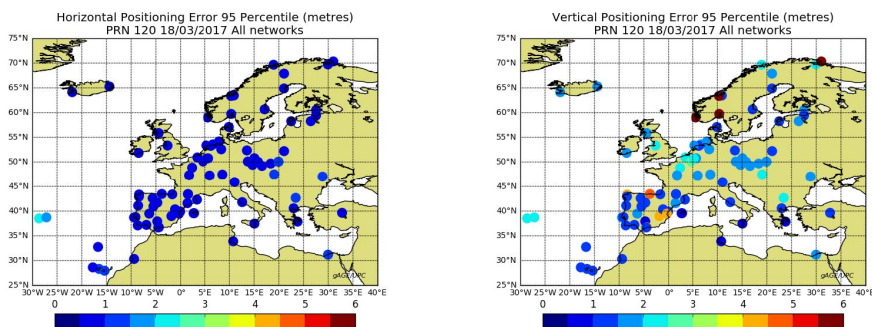 Horizontal Positioning Error 95 Percentile (metres)
PRN 120 18/03/2017 All networks
75°N
70°N
65°N
60°N
55°N
50°N
45°N
40°N
35°N
30°N
25°N
gAGE/UPC
30°W 25°W 20°W 15°W 10°W 5°W 0°E 5°E 10°E 15°E 20°E 25°E 30°E 35°E 40°E
0 1 2 3 4 5 6
Vertical Positioning Error 95 Percentile (metres)
PRN 120 18/03/2017 All networks
75°N
70°N
65°N
60°N
55°N
50°N
45°N
40°N
35°N
30°N
25°N
gAGE/UPC
30°W 25°W 20°W 15°W 10°W 5°W 0°E 5°E 10°E 15°E 20°E 25°E 30°E 35°E 40°E
0 1 2 3 4 5 6